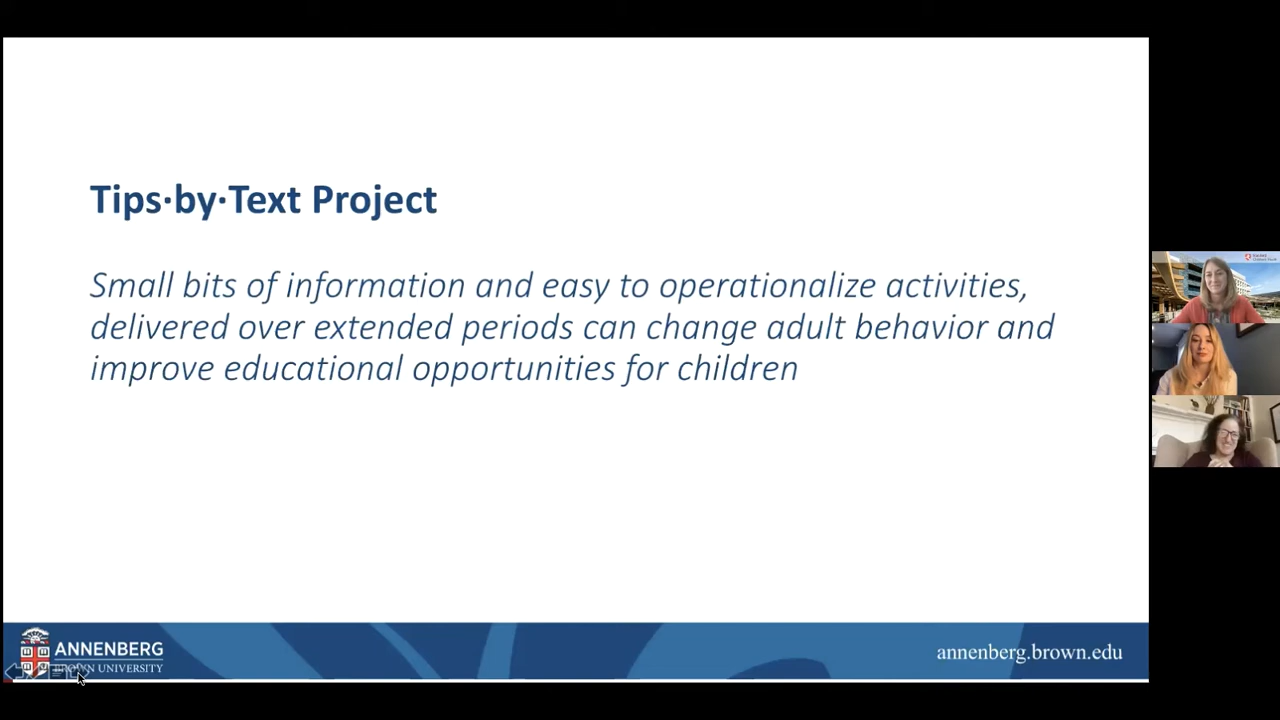 Tips·by·Text Project
Small bits of information and easy to operationalize activities,
delivered over extended periods can change adult behavior and
improve educational opportunities for children
ANNENBERG
BROWN UNIVERSITY
annenberg.brown.edu